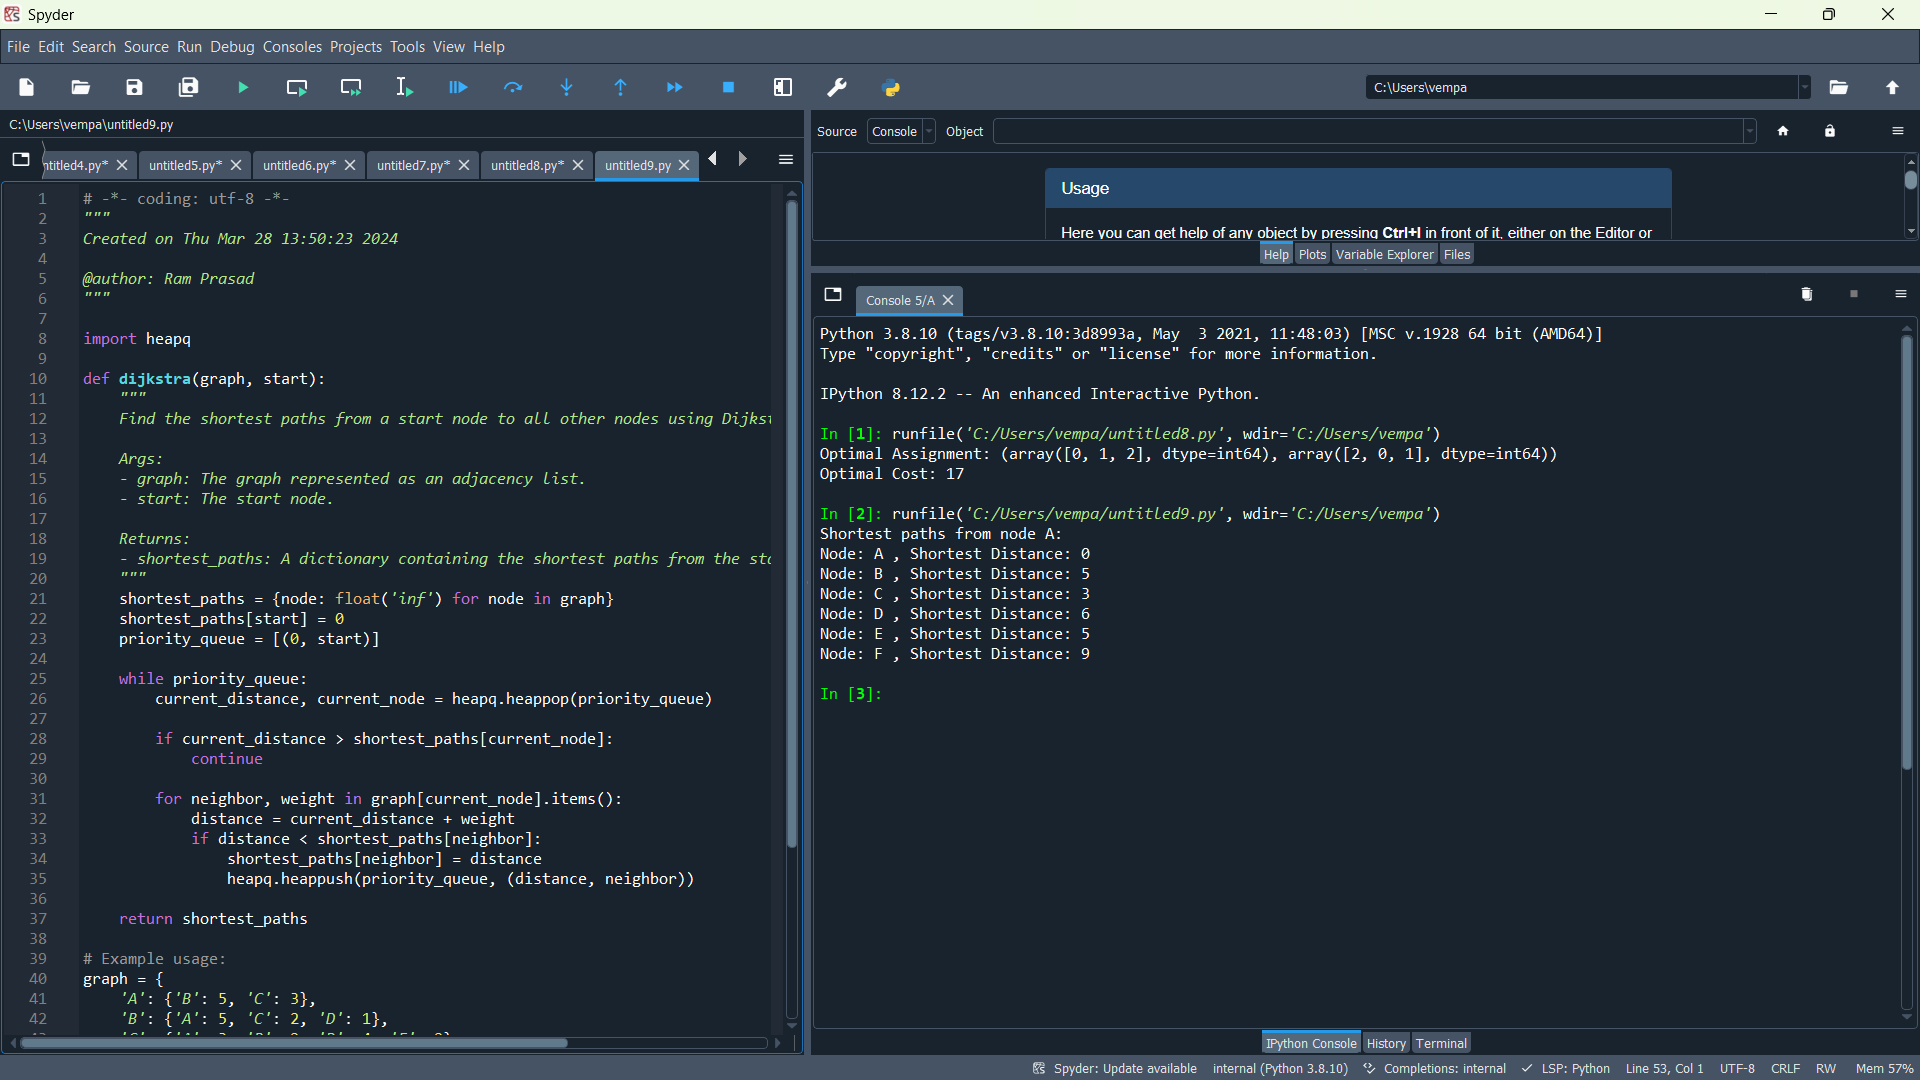 Spyder
File Edit Search Source Run Debug Consoles Projects Tools View Help
C:\Users\vempa
C:\Users\vempa\untitled9.py
ntitled4.py* untitled5.py* untitled6.py* untitled7.py* untitled8.py* untitled9.py
1 # -*- coding: utf-8 -*-
2 """
3 Created on Thu Mar 28 13:50:23 2024
4
5 @author: Ram Prasad
6 """
7
8 import heapq
9
10 def dijkstra(graph, start):
11 """
12 Find the shortest paths from a start node to all other nodes using Dijkst
13
14 Args:
15 - graph: The graph represented as an adjacency list.
16 - start: The start node.
17
18 Returns:
19 - shortest_paths: A dictionary containing the shortest paths from the sta
20 """
21 shortest_paths = {node: float('inf') for node in graph}
22 shortest_paths[start] = 0
23 priority_queue = [(0, start)]
24
25 while priority_queue:
26 current_distance, current_node = heapq.heappop(priority_queue)
27
28 if current_distance > shortest_paths[current_node]:
29 continue
30
31 for neighbor, weight in graph[current_node].items():
32 distance = current_distance + weight
33 if distance < shortest_paths[neighbor]:
34 shortest_paths[neighbor] = distance
35 heapq.heappush(priority_queue, (distance, neighbor))
36
37 return shortest_paths
38
39 # Example usage:
40 graph = {
41 'A': {'B': 5, 'C': 3},
42 'B': {'A': 5, 'C': 2, 'D': 1},
Source Console Object
Usage
Here you can get help of any object by pressing Ctrl+I in front of it, either on the Editor or
Help Plots Variable Explorer Files
Console 5/A
Python 3.8.10 (tags/v3.8.10:3d8993a, May  3 2021, 11:48:03) [MSC v.1928 64 bit (AMD64)]
Type "copyright", "credits" or "license" for more information.
IPython 8.12.2 -- An enhanced Interactive Python.
In [1]: runfile('C:/Users/vempa/untitled8.py', wdir='C:/Users/vempa')
Optimal Assignment: (array([0, 1, 2], dtype=int64), array([2, 0, 1], dtype=int64))
Optimal Cost: 17
In [2]: runfile('C:/Users/vempa/untitled9.py', wdir='C:/Users/vempa')
Shortest paths from node A:
Node: A , Shortest Distance: 0
Node: B , Shortest Distance: 5
Node: C , Shortest Distance: 3
Node: D , Shortest Distance: 6
Node: E , Shortest Distance: 5
Node: F , Shortest Distance: 9
In [3]:
IPython Console History Terminal
Spyder: Update available internal (Python 3.8.10) Completions: internal LSP: Python Line 53, Col 1 UTF-8 CRLF RW Mem 57%